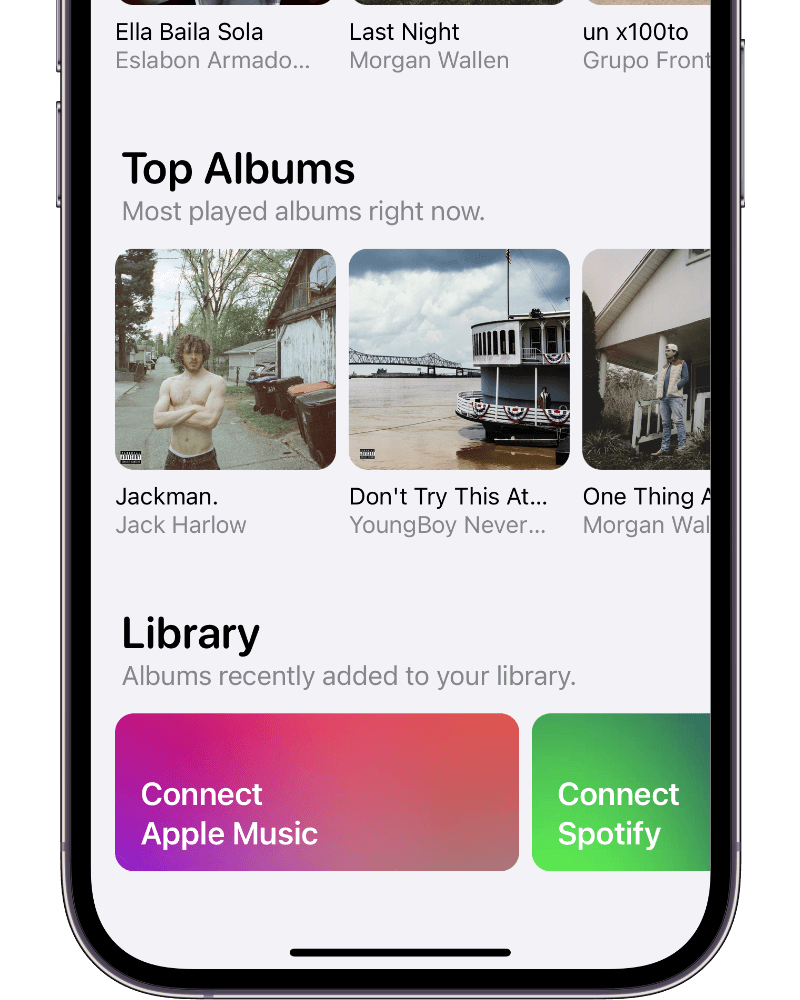 Ella Baila Sola
Eslabon Armado...
Last Night
Morgan Wallen
un x100to
Grupo Front
Top Albums
Most played albums right now.
Jackman.
Jack Harlow
Don't Try This At...
YoungBoy Never...
One Thing A
Morgan Wal
Library
Albums recently added to your library.
Connect
Apple Music
Connect
Spotify